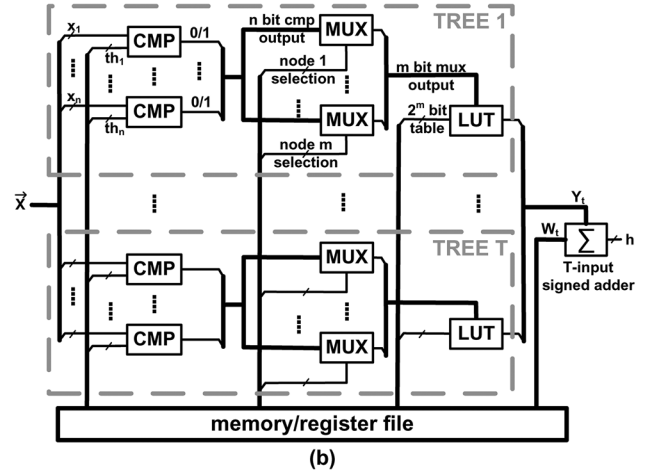 TREE 1
x1
CMP
0/1
th1
n bit cmp
output
MUX
node 1
selection
m bit mux
output
xn
CMP
0/1
thn
MUX
node m
selection
2^m bit
table
LUT
X
Yt
Wt
Σ
h
T-input
signed adder
TREE T
CMP
MUX
CMP
MUX
LUT
memory/register file
(b)